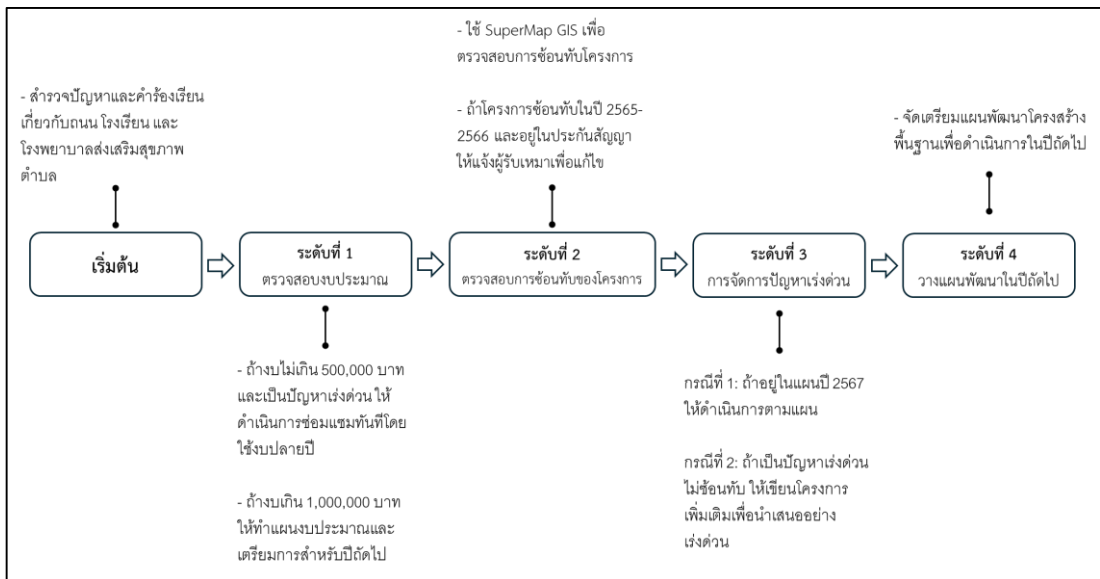 - สำรวจปัญหาและคำร้องเรียน
เกี่ยวกับถนน โรงเรียน และ
โรงพยาบาลส่งเสริมสุขภาพ
ตำบล
- ใช้ SuperMap GIS เพื่อ
ตรวจสอบการซ้อนทับโครงการ
- ถ้าโครงการซ้อนทับในปี 2565-
2566 และอยู่ในประกันสัญญา
ให้แจ้งผู้รับเหมาเพื่อแก้ไข
- จัดเตรียมแผนพัฒนาโครงสร้าง
พื้นฐานเพื่อดำเนินการในปีถัดไป
เริ่มต้น
ระดับที่ 1
ตรวจสอบงบประมาณ
ระดับที่ 2
ตรวจสอบการซ้อนทับของโครงการ
ระดับที่ 3
การจัดการปัญหาเร่งด่วน
ระดับที่ 4
วางแผนพัฒนาในปีถัดไป
- ถ้างบไม่เกิน 500,000 บาท
และเป็นปัญหาเร่งด่วน ให้
ดำเนินการซ่อมแซมทันทีโดย
ใช้งบปลายปี
- ถ้างบเกิน 1,000,000 บาท
ให้ทำแผนงบประมาณและ
เตรียมการสำหรับปีถัดไป
กรณีที่ 1: ถ้าอยู่ในแผนปี 2567
ให้ดำเนินการตามแผน
กรณีที่ 2: ถ้าเป็นปัญหาเร่งด่วน
ไม่ซ้อนทับ ให้เขียนโครงการ
เพิ่มเติมเพื่อนำเสนออย่าง
เร่งด่วน